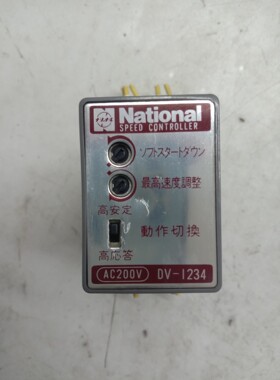 National
SPEED CONTROLLER
ソフトスタートダウン
最高速度調整
高安定
動作切換
高応答
AC200V DV-1234